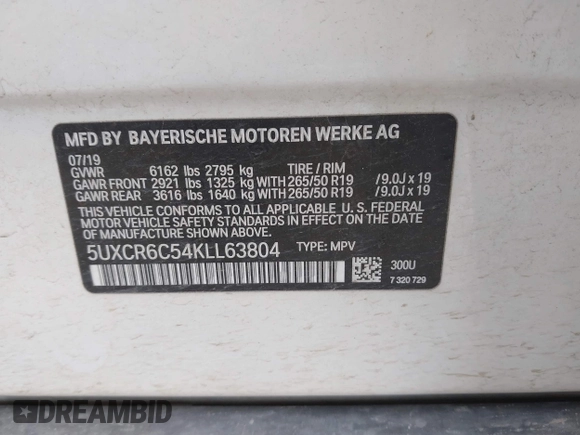 MFD BY BAYERISCHE MOTOREN WERKE AG
07/19
GVWR 6162 lbs 2795 kg TIRE / RIM
GAWR FRONT 2921 lbs 1325 kg WITH 265/50 R19 /9.0J x 19
GAWR REAR 3616 lbs 1640 kg WITH 265/50 R19 /9.0J x 19
THIS VEHICLE CONFORMS TO ALL APPLICABLE U.S. FEDERAL
MOTOR VEHICLE SAFETY STANDARDS IN EFFECT ON THE DATE
OF MANUFACTURE SHOWN ABOVE.
5UXCR6C54KLL63804 TYPE: MPV
300U
7 320 729
DREAMBID